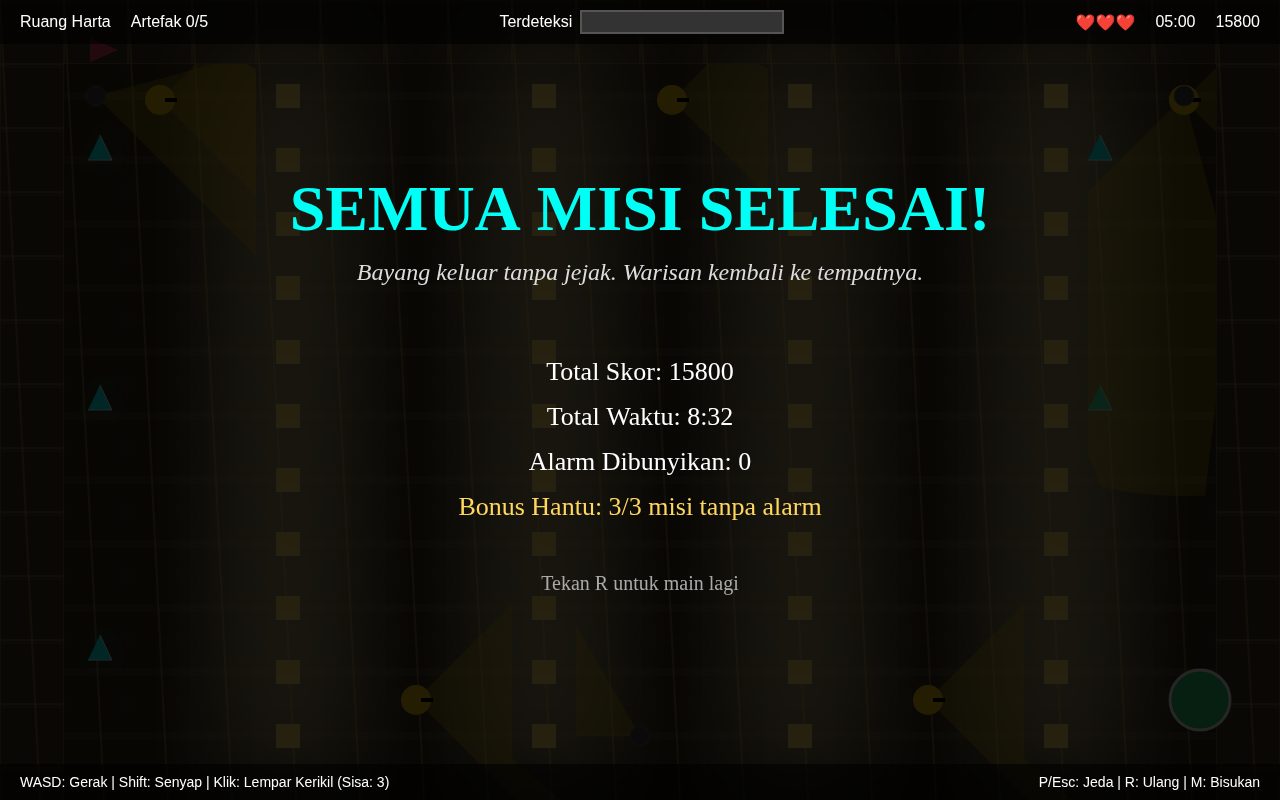 Ruang Harta Artefak 0/5 Terdeteksi ❤️❤️❤️ 05:00 15800
SEMUA MISI SELESAI!
Bayang keluar tanpa jejak. Warisan kembali ke tempatnya.
Total Skor: 15800
Total Waktu: 8:32
Alarm Dibunyikan: 0
Bonus Hantu: 3/3 misi tanpa alarm
Tekan R untuk main lagi
WASD: Gerak | Shift: Senyap | Klik: Lempar Kerikil (Sisa: 3) P/Esc: Jeda | R: Ulang | M: Bisukan